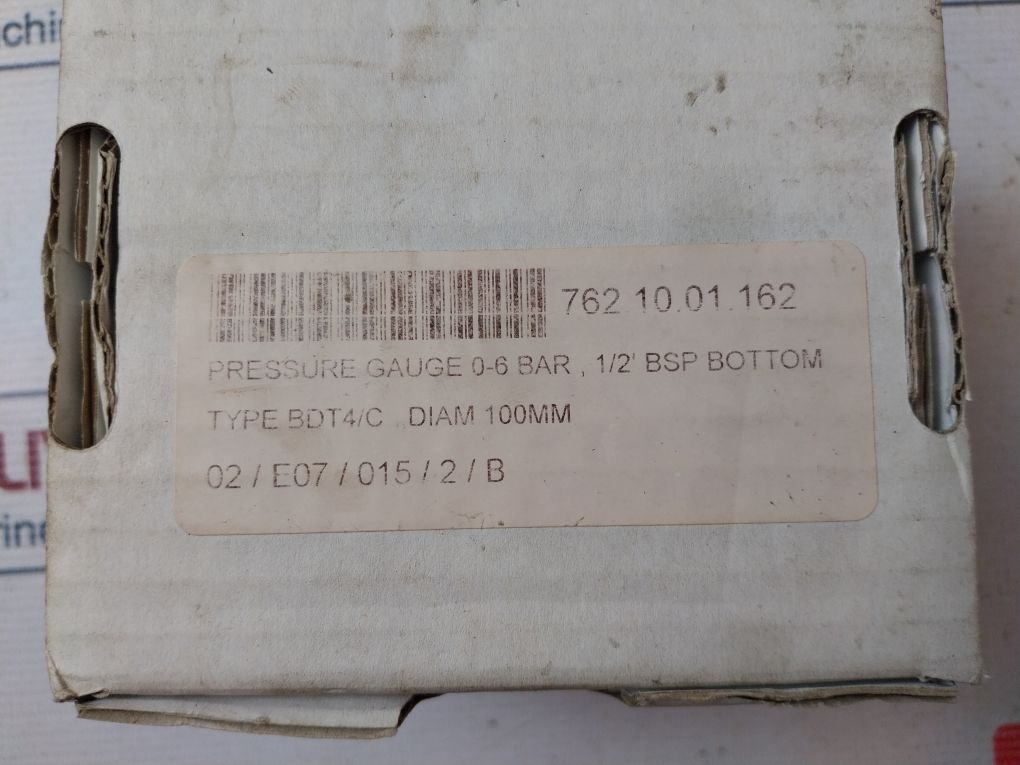 762.10.01.162
PRESSURE GAUGE 0-6 BAR , 1/2' BSP BOTTOM
TYPE BDT4/C , DIAM 100MM
02 / E07 / 015 / 2 / B